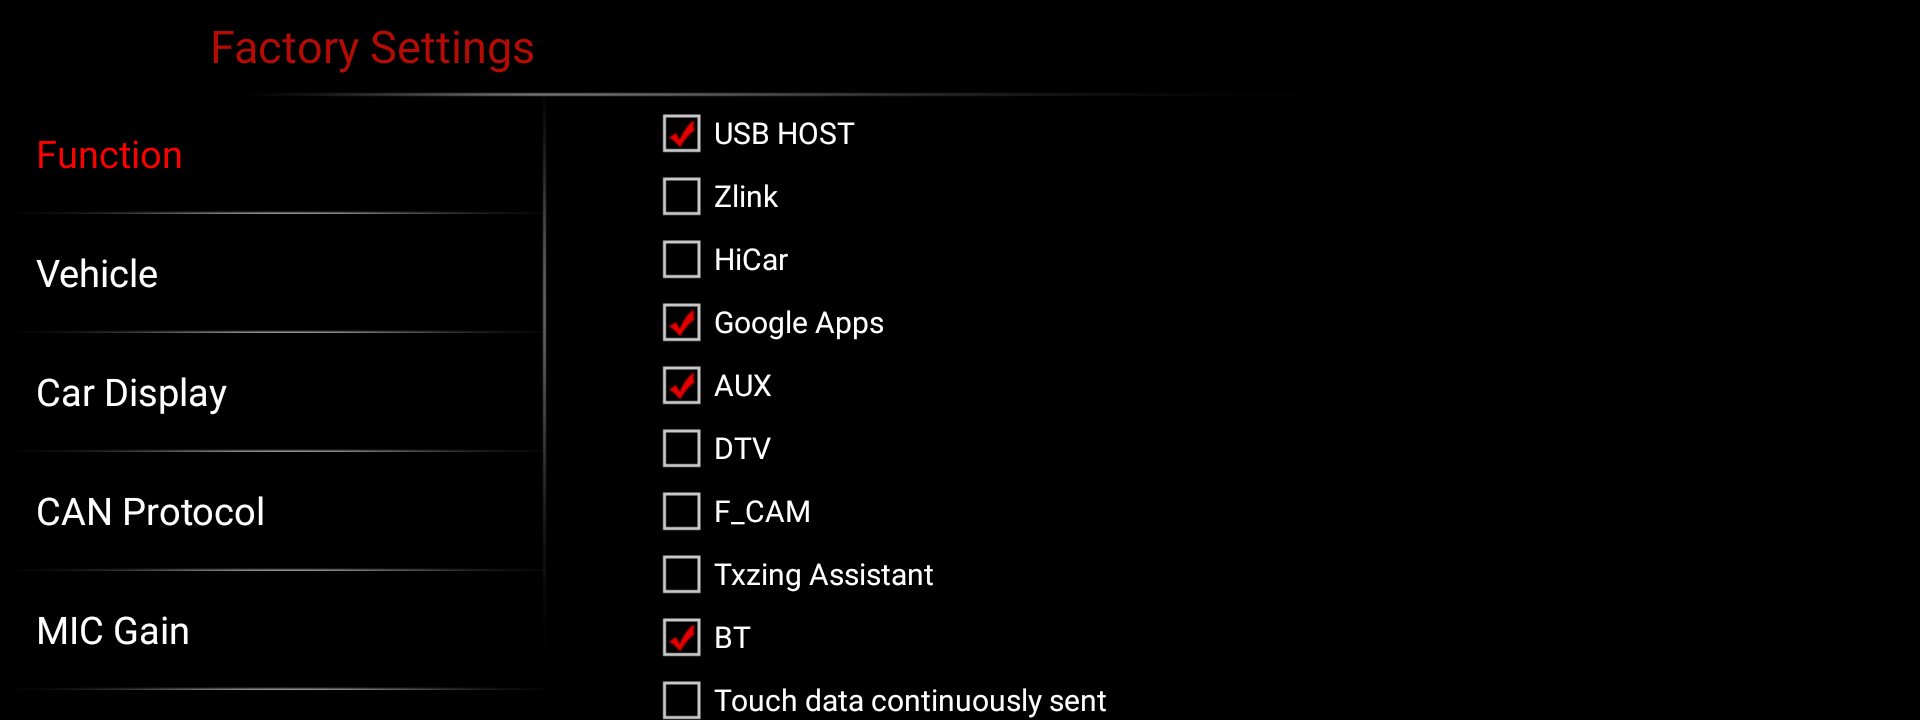 Factory Settings
Function
Vehicle
Car Display
CAN Protocol
MIC Gain
USB HOST
Zlink
HiCar
Google Apps
AUX
DTV
F_CAM
Txzing Assistant
BT
Touch data continuously sent